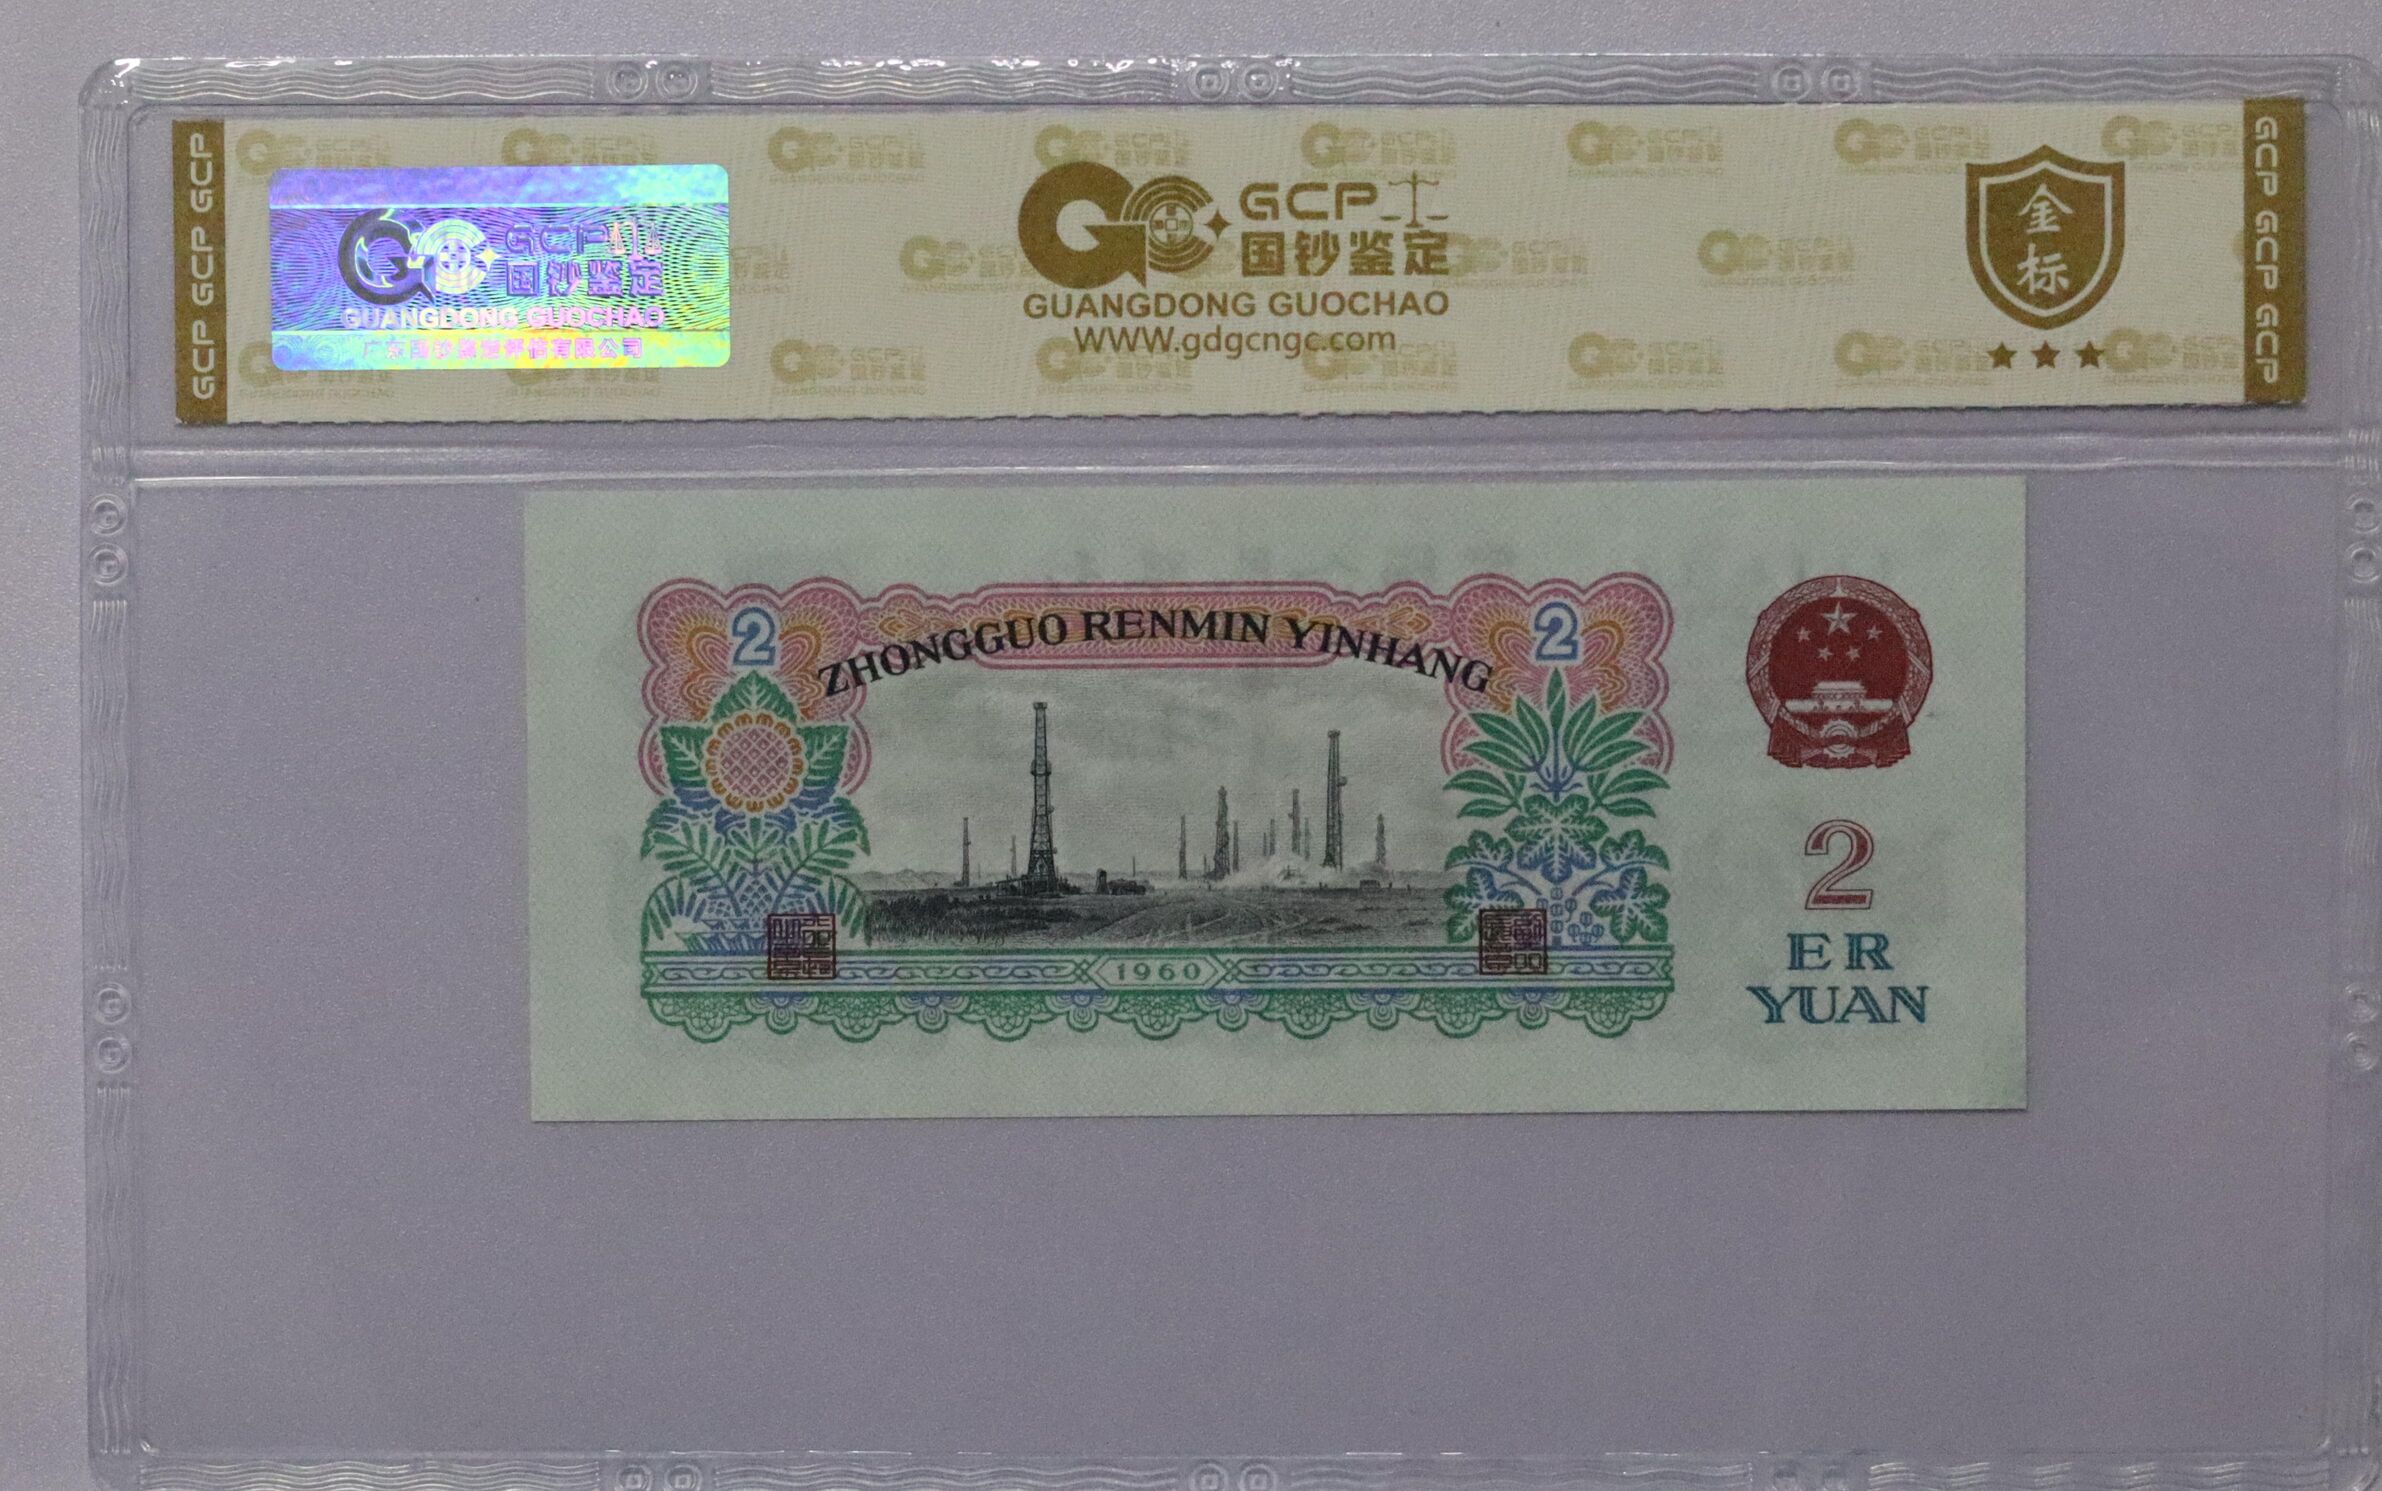 GCP GCP GCP
GCP
国钞鉴定
GUANGDONG GUOCHAO
广东国钞鉴定评估有限公司
GCP
国钞鉴定
GUANGDONG GUOCHAO
WWW.gdgcngc.com
金标
GCP GCP GCP
ZHONGGUO RENMIN YINHANG
2
2
1960
2
ER
YUAN